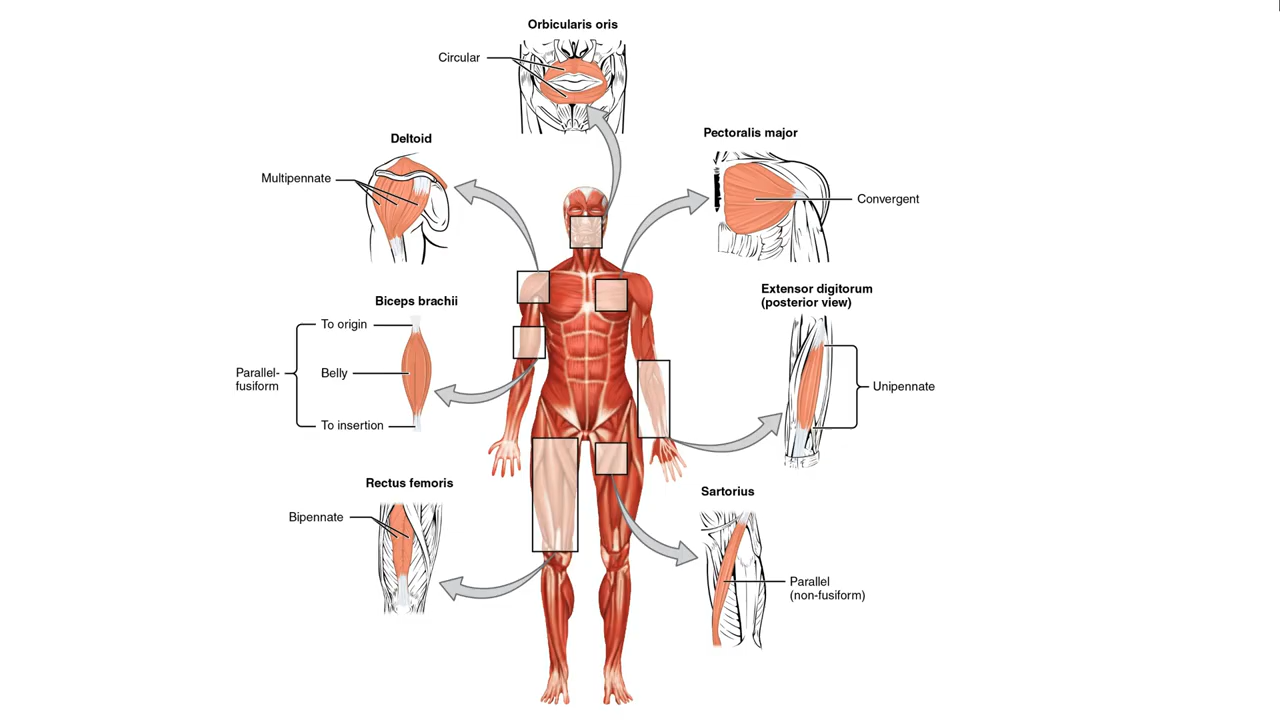 Orbicularis oris
Circular
Deltoid
Multipennate
Pectoralis major
Convergent
Biceps brachii
To origin
Parallel-
fusiform
Belly
To insertion
Extensor digitorum
(posterior view)
Unipennate
Rectus femoris
Bipennate
Sartorius
Parallel
(non-fusiform)